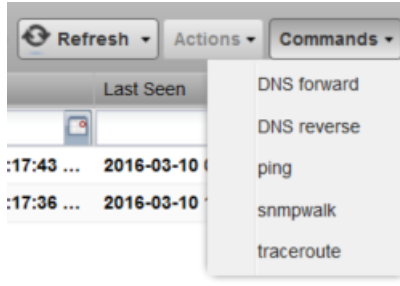 Refresh Actions Commands
Last Seen
DNS forward
DNS reverse
:17:43 ... 2016-03-10
ping
:17:36 ... 2016-03-10
snmpwalk
traceroute